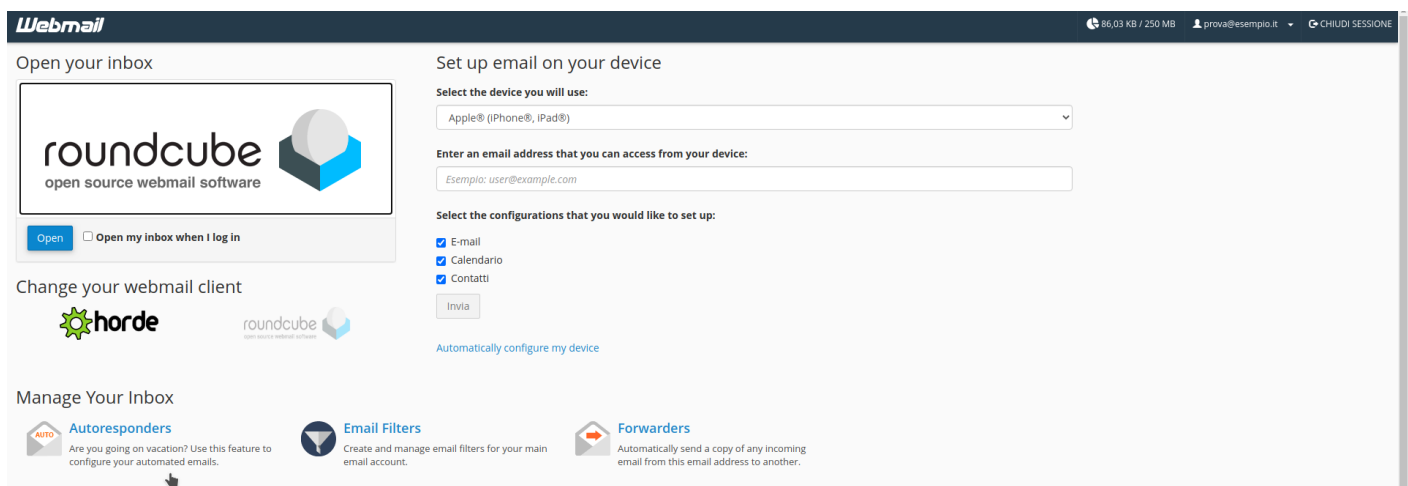 Webmail
86,03 KB / 250 MB prova@esempio.it CHIUDI SESSIONE
Open your inbox
roundcube
open source webmail software
Open Open my inbox when I log in
Change your webmail client
horde
roundcube
open source webmail software
Set up email on your device
Select the device you will use:
Apple® (iPhone®, iPad®)
Enter an email address that you can access from your device:
Esempio: user@example.com
Select the configurations that you would like to set up:
E-mail
Calendario
Contatti
Invia
Automatically configure my device
Manage Your Inbox
AUTO
Autoresponders
Are you going on vacation? Use this feature to
configure your automated emails.
Email Filters
Create and manage email filters for your main
email account.
Forwarders
Automatically send a copy of any incoming
email from this email address to another.